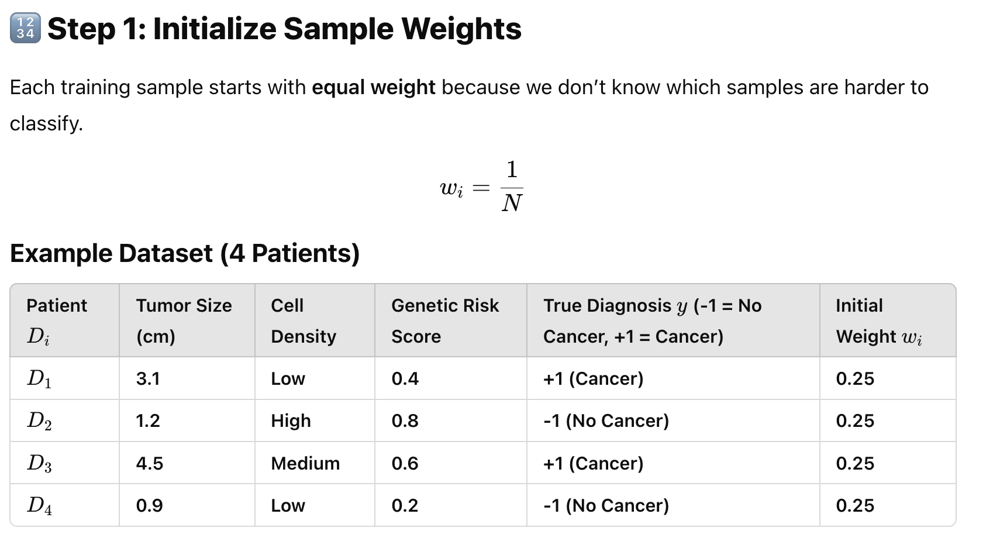 🔢 Step 1: Initialize Sample Weights
Each training sample starts with equal weight because we don’t know which samples are harder to
classify.
w_i = 1/N
Example Dataset (4 Patients)
Patient D_i | Tumor Size (cm) | Cell Density | Genetic Risk Score | True Diagnosis y (-1 = No Cancer, +1 = Cancer) | Initial Weight w_i
D_1 | 3.1 | Low | 0.4 | +1 (Cancer) | 0.25
D_2 | 1.2 | High | 0.8 | -1 (No Cancer) | 0.25
D_3 | 4.5 | Medium | 0.6 | +1 (Cancer) | 0.25
D_4 | 0.9 | Low | 0.2 | -1 (No Cancer) | 0.25